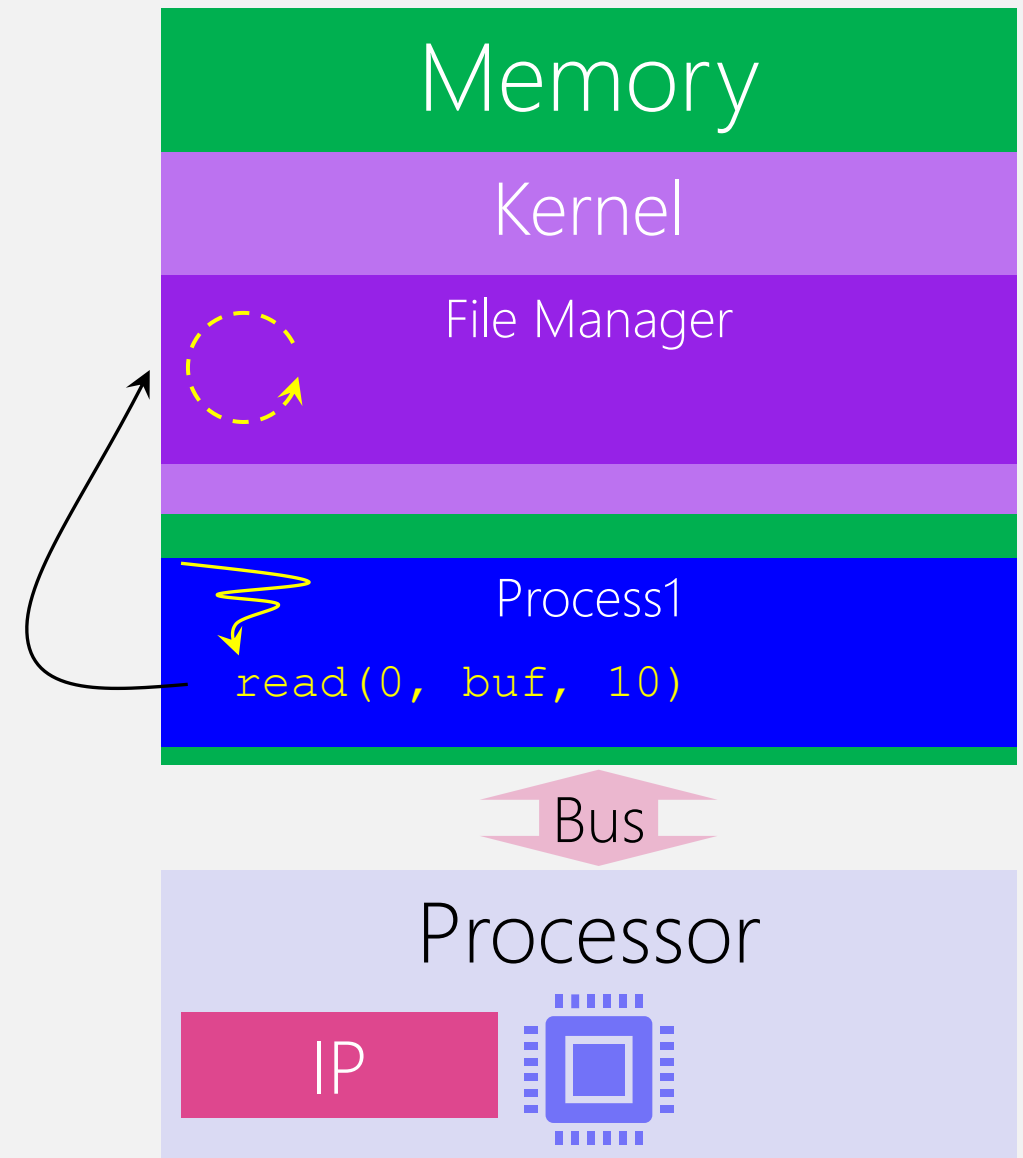 Memory
Kernel
File Manager
Process1
read(0, buf, 10)
Bus
Processor
IP